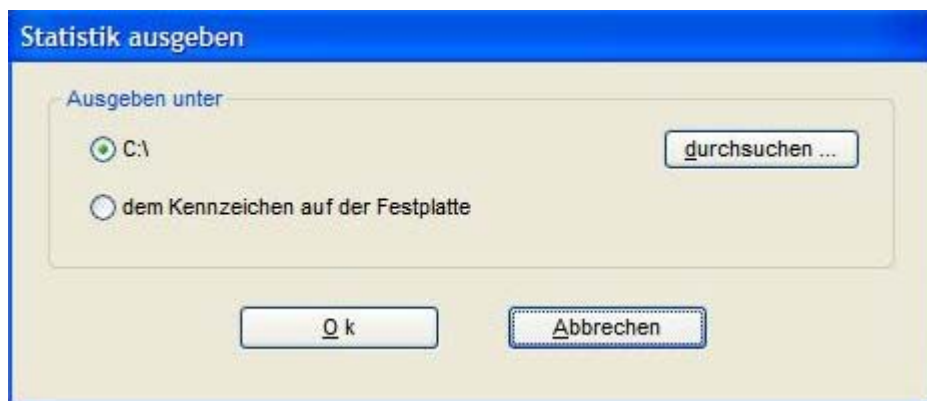 Statistik ausgeben
Ausgeben unter
C:\
durchsuchen ...
dem Kennzeichen auf der Festplatte
O k
Abbrechen